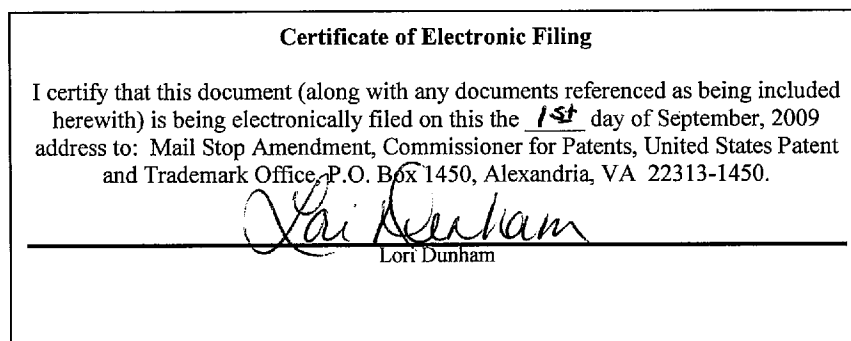 Certificate of Electronic Filing
I certify that this document (along with any documents referenced as being included
herewith) is being electronically filed on this the 1st day of September, 2009
address to: Mail Stop Amendment, Commissioner for Patents, United States Patent
and Trademark Office, P.O. Box 1450, Alexandria, VA 22313-1450.
Lori Dunham
Lori Dunham